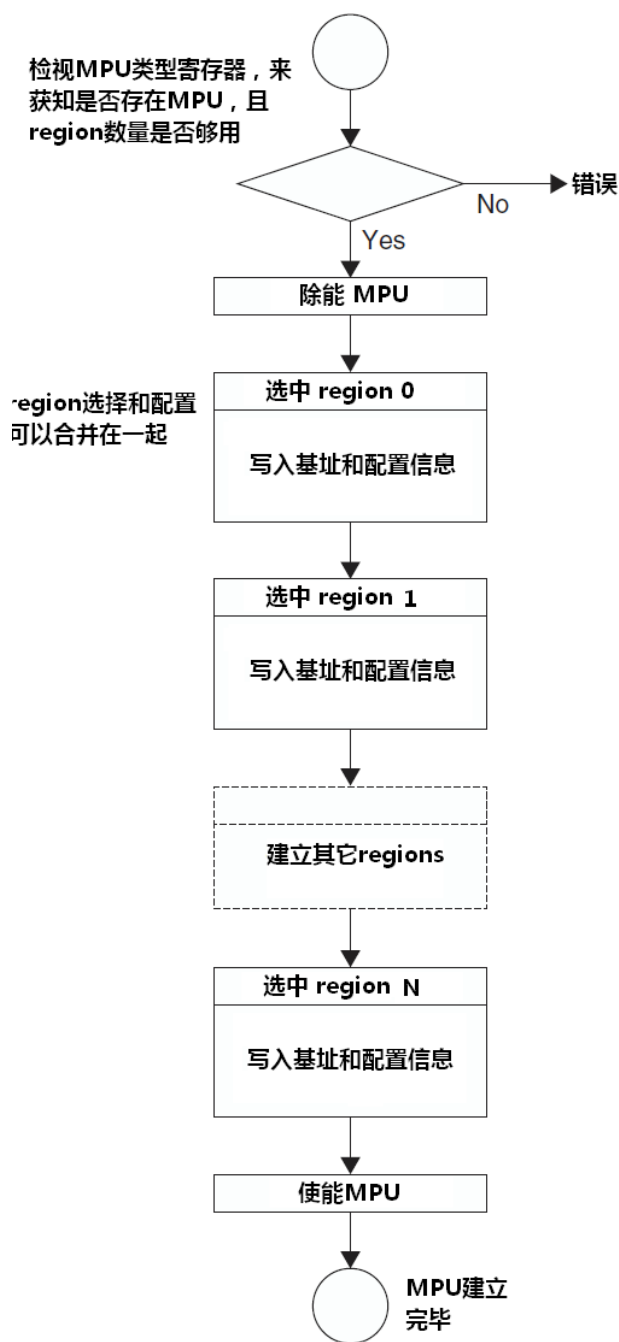 检视MPU类型寄存器，来
获知是否存在MPU，且
region数量是否够用
No
错误
Yes
除能 MPU
选中 region 0
region选择和配置
可以合并在一起
写入基址和配置信息
选中 region 1
写入基址和配置信息
建立其它regions
选中 region N
写入基址和配置信息
使能MPU
MPU建立
完毕